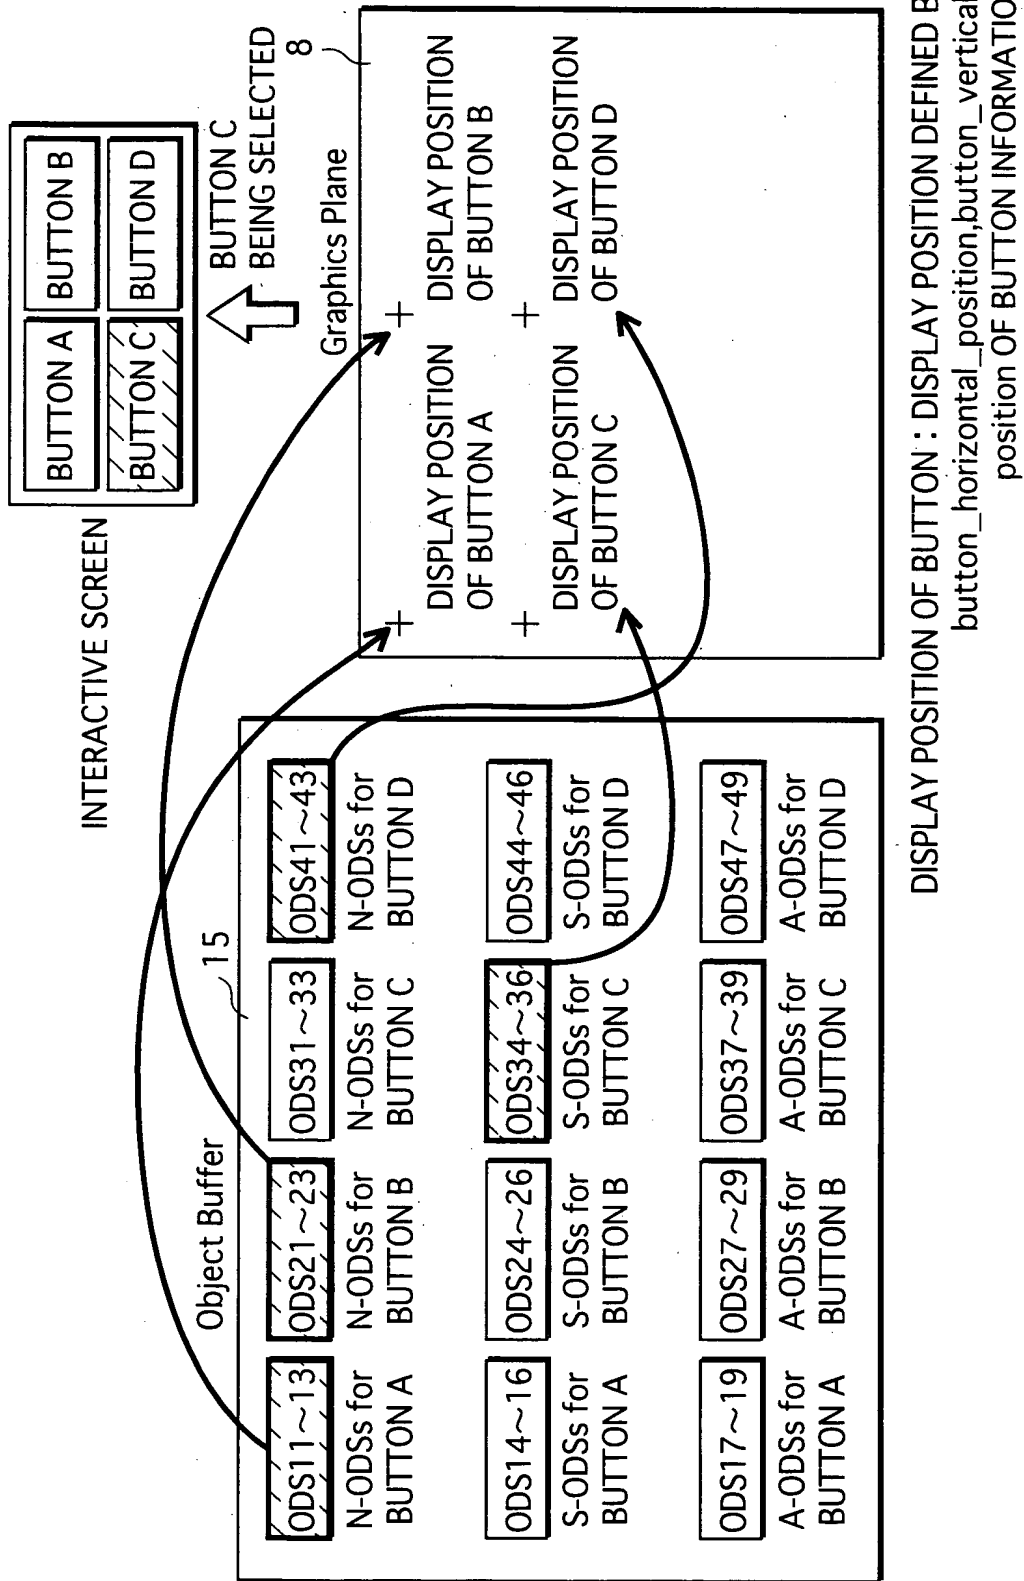 INTERACTIVE SCREEN
BUTTON A
BUTTON B
BUTTON C
BUTTON D
BUTTON C
BEING SELECTED
Object Buffer
15
ODS11~13
N-ODSs for
BUTTON A
ODS21~23
N-ODSs for
BUTTON B
ODS31~33
N-ODSs for
BUTTON C
ODS41~43
N-ODSs for
BUTTON D
ODS14~16
S-ODSs for
BUTTON A
ODS24~26
S-ODSs for
BUTTON B
ODS34~36
S-ODSs for
BUTTON C
ODS44~46
S-ODSs for
BUTTON D
ODS17~19
A-ODSs for
BUTTON A
ODS27~29
A-ODSs for
BUTTON B
ODS37~39
A-ODSs for
BUTTON C
ODS47~49
A-ODSs for
BUTTON D
Graphics Plane
8
DISPLAY POSITION
OF BUTTON A
DISPLAY POSITION
OF BUTTON B
DISPLAY POSITION
OF BUTTON C
DISPLAY POSITION
OF BUTTON D
DISPLAY POSITION OF BUTTON : DISPLAY POSITION DEFINED
button_horizontal_position,button_vertical
position OF BUTTON